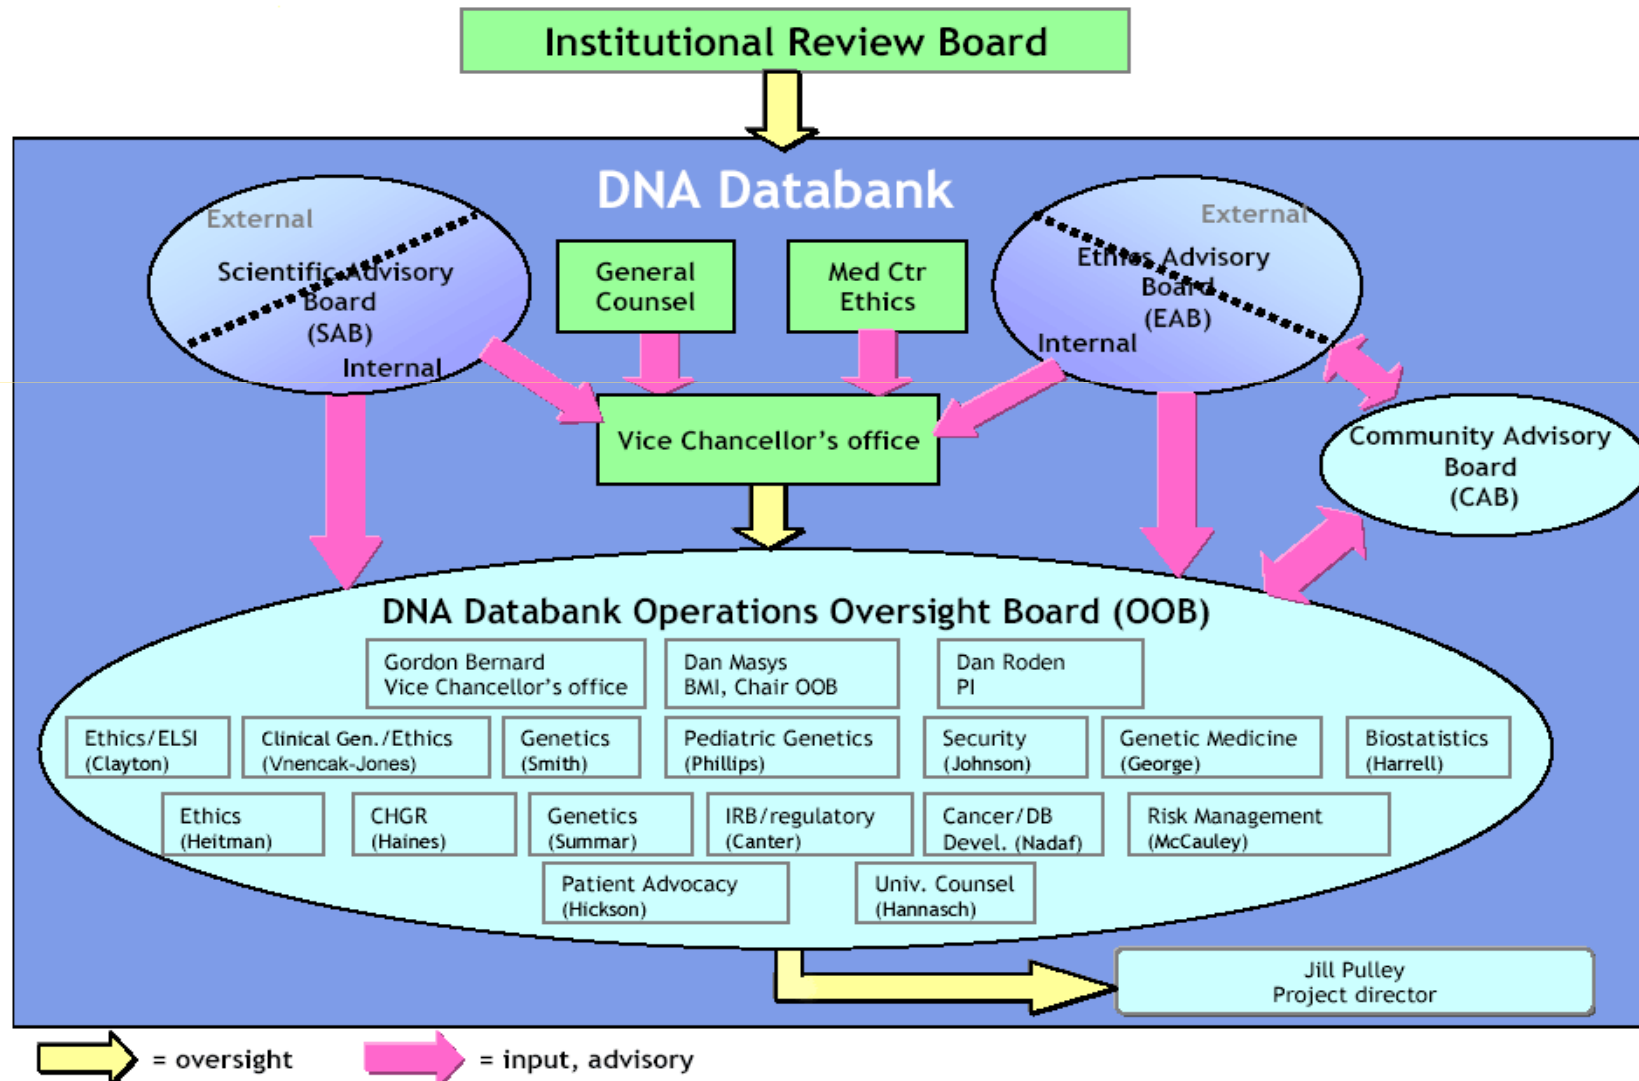 Institutional Review Board
DNA Databank
External
Scientific Advisory
Board
(SAB)
Internal
General
Counsel
Med Ctr
Ethics
External
Ethics Advisory
Board
(EAB)
Internal
Vice Chancellor's office
Community Advisory
Board
(CAB)
DNA Databank Operations Oversight Board (OOB)
Gordon Bernard
Vice Chancellor's office
Dan Masys
BMI, Chair OOB
Dan Roden
PI
Ethics/ELSI
(Clayton)
Clinical Gen./Ethics
(Vnencak-Jones)
Genetics
(Smith)
Pediatric Genetics
(Phillips)
Security
(Johnson)
Genetic Medicine
(George)
Biostatistics
(Harrell)
Ethics
(Heitman)
CHGR
(Haines)
Genetics
(Summar)
IRB/regulatory
(Canter)
Cancer/DB
Devel. (Nadaf)
Risk Management
(McCauley)
Patient Advocacy
(Hickson)
Univ. Counsel
(Hannasch)
Jill Pulley
Project director
= oversight
= input, advisory